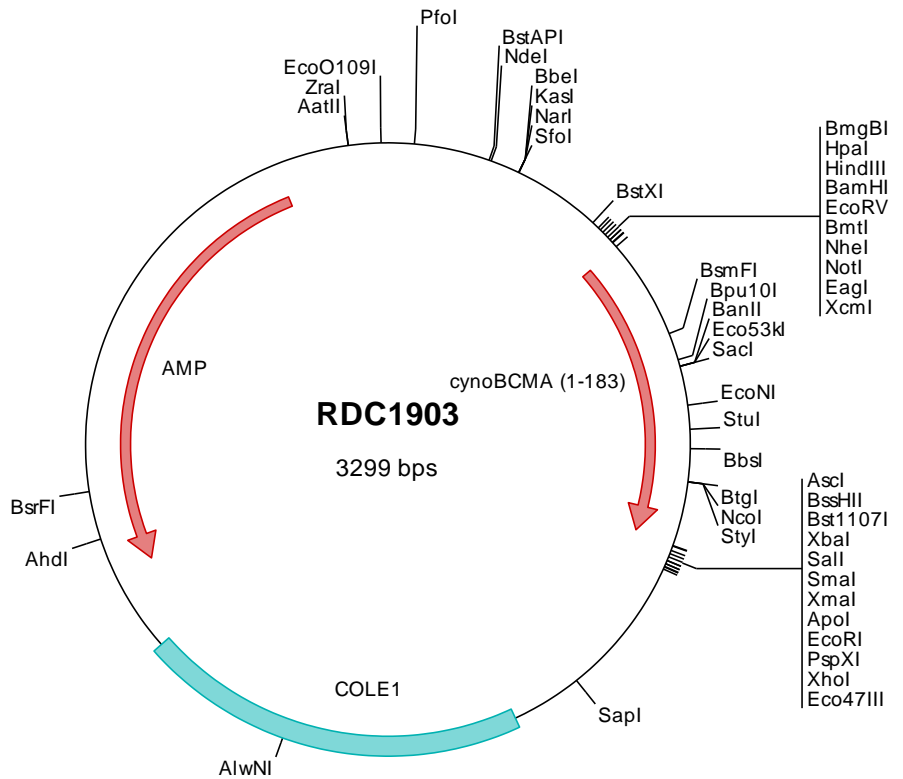 PfoI
BstAPI
NdeI
EcoO109I
ZraI
AatII
BbeI
KasI
NarI
SfoI
BstXI
BmgBI
HpaI
HindIII
BamHI
EcoRV
BmtI
NheI
NotI
EagI
XcmI
BsmFI
Bpu10I
BanII
Eco53kI
SacI
AMP
cynoBCMA (1-183)
EcoNI
RDC1903
StuI
3299 bps
BbsI
BtgI
NcoI
StyI
AscI
BssHII
Bst1107I
XbaI
SalI
SmaI
XmaI
ApoI
EcoRI
PspXI
XhoI
Eco47III
BsrFI
AhdI
COLE1
SapI
AlwNI